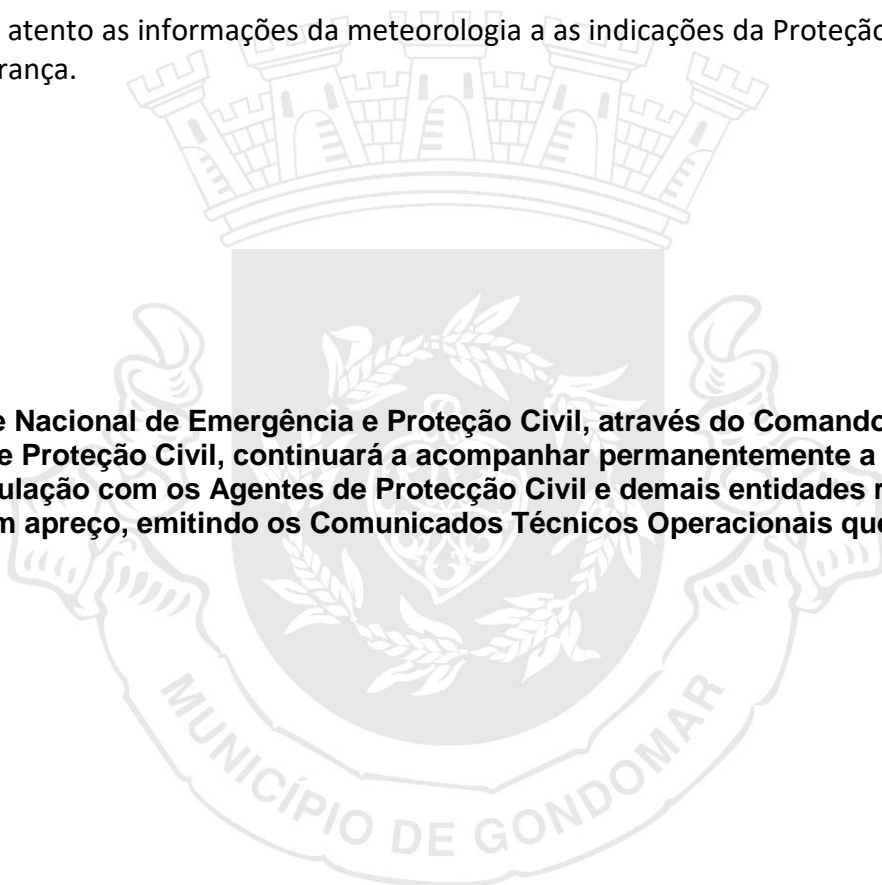 atento as informações da meteorologia a as indicações da Proteção
rança.
e Nacional de Emergência e Proteção Civil, através do Comando
e Proteção Civil, continuará a acompanhar permanentemente a
ulação com os Agentes de Protecção Civil e demais entidades
m apreço, emitindo os Comunicados Técnicos Operacionais que
MUNICÍPIO DE GONDOMAR